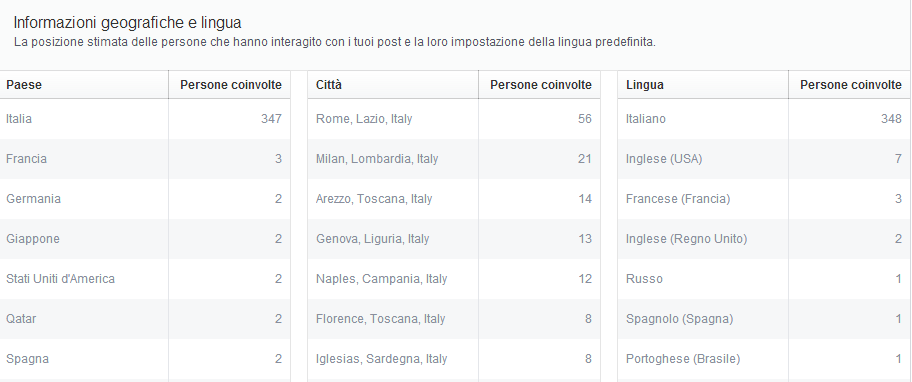 Informazioni geografiche e lingua
La posizione stimata delle persone che hanno interagito con i tuoi post e la loro impostazione della lingua predefinita.
Paese Persone coinvolte Città Persone coinvolte Lingua Persone coinvolte
Italia 347 Rome, Lazio, Italy 56 Italiano 348
Francia 3 Milan, Lombardia, Italy 21 Inglese (USA) 7
Germania 2 Arezzo, Toscana, Italy 14 Francese (Francia) 3
Giappone 2 Genova, Liguria, Italy 13 Inglese (Regno Unito) 2
Stati Uniti d'America 2 Naples, Campania, Italy 12 Russo 1
Qatar 2 Florence, Toscana, Italy 8 Spagnolo (Spagna) 1
Spagna 2 Iglesias, Sardegna, Italy 8 Portoghese (Brasile) 1